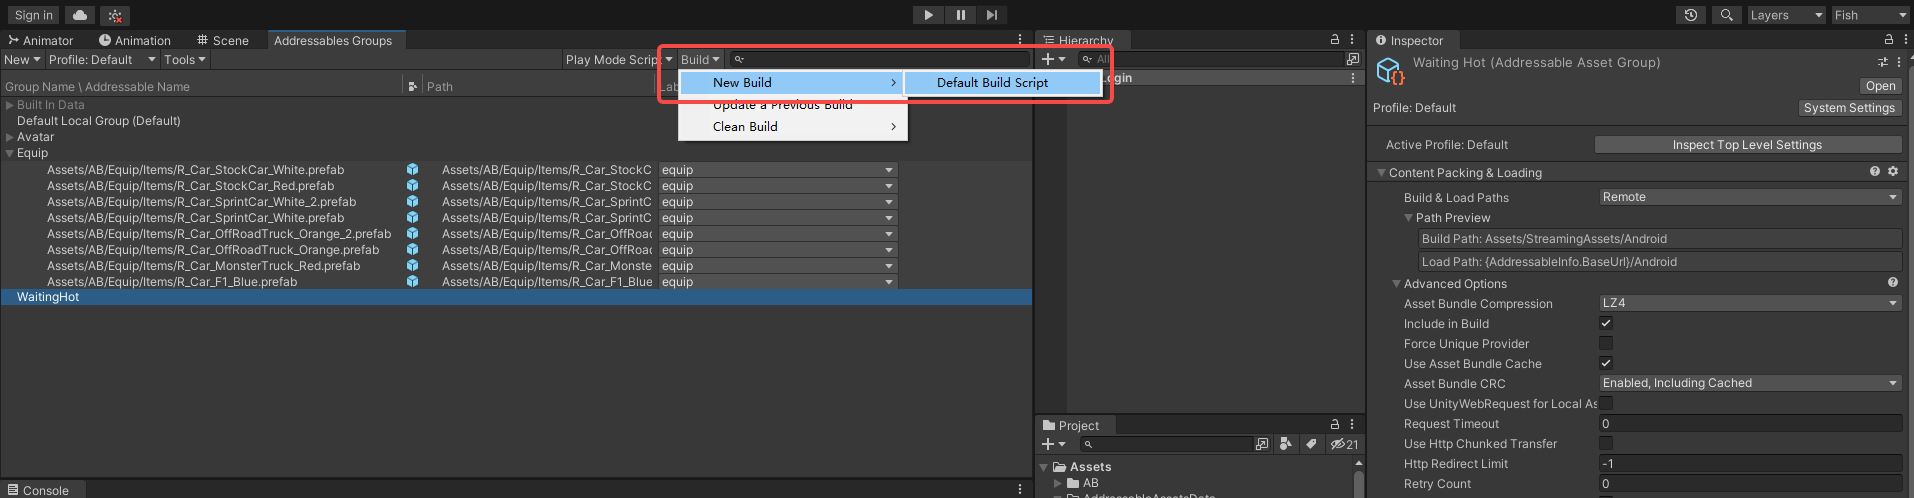 Sign in
Layers
Fish
Animator
Animation
Scene
Addressables Groups
Hierarchy
Inspector
New
Profile: Default
Tools
Play Mode Script
Build
All
Waiting Hot (Addressable Asset Group)
Open
Group Name \ Addressable Name
Path
New Build
Default Build Script
Update a Previous Build
Clean Build
Profile: Default
System Settings
Built In Data
Default Local Group (Default)
Avatar
Equip
Active Profile: Default
Inspect Top Level Settings
Assets/AB/Equip/Items/R_Car_StockCar_White.prefab
Assets/AB/Equip/Items/R_Car_StockC
equip
Content Packing & Loading
Assets/AB/Equip/Items/R_Car_StockCar_Red.prefab
Assets/AB/Equip/Items/R_Car_StockC
equip
Assets/AB/Equip/Items/R_Car_SprintCar_White_2.prefab
Assets/AB/Equip/Items/R_Car_SprintC
equip
Build & Load Paths
Remote
Assets/AB/Equip/Items/R_Car_SprintCar_White.prefab
Assets/AB/Equip/Items/R_Car_SprintC
equip
Path Preview
Assets/AB/Equip/Items/R_Car_OffRoadTruck_Orange_2.prefab
Assets/AB/Equip/Items/R_Car_OffRoac
equip
Build Path: Assets/StreamingAssets/Android
Assets/AB/Equip/Items/R_Car_OffRoadTruck_Orange.prefab
Assets/AB/Equip/Items/R_Car_OffRoac
equip
Load Path: {AddressableInfo.BaseUrl}/Android
Assets/AB/Equip/Items/R_Car_MonsterTruck_Red.prefab
Assets/AB/Equip/Items/R_Car_Monste
equip
Assets/AB/Equip/Items/R_Car_F1_Blue.prefab
Assets/AB/Equip/Items/R_Car_F1_Blue
equip
Advanced Options
WaitingHot
Asset Bundle Compression
LZ4
Include in Build
Force Unique Provider
Use Asset Bundle Cache
Asset Bundle CRC
Enabled, Including Cached
Use UnityWebRequest for Local As
Request Timeout
0
Use Http Chunked Transfer
Http Redirect Limit
-1
Retry Count
0
Project
21
Assets
AB
AddressableAssetsData
Console